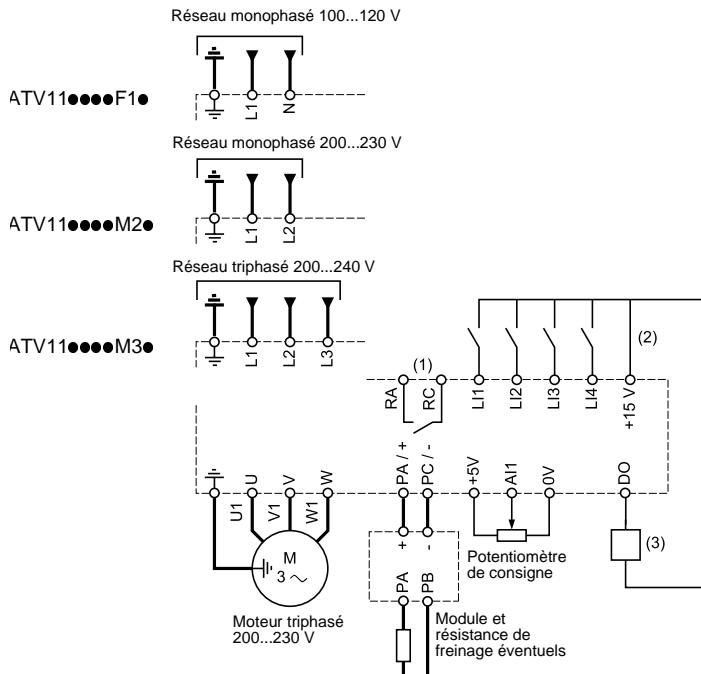 Réseau monophasé 100...120 V
ATV11●●●●F1●
L1
N
Réseau monophasé 200...230 V
ATV11●●●●M2●
L1
L2
Réseau triphasé 200...240 V
ATV11●●●●M3●
L1
L2
L3
(1)
(2)
RA
RC
LI1
LI2
LI3
LI4
+15 V
U
V
W
PA / +
PC / -
+5V
AI1
0V
DO
U1
V1
W1
M
3 ~
+
-
PA
PB
Potentiomètre
de consigne
(3)
Moteur triphasé
200...230 V
Module et
résistance de
freinage éventuels